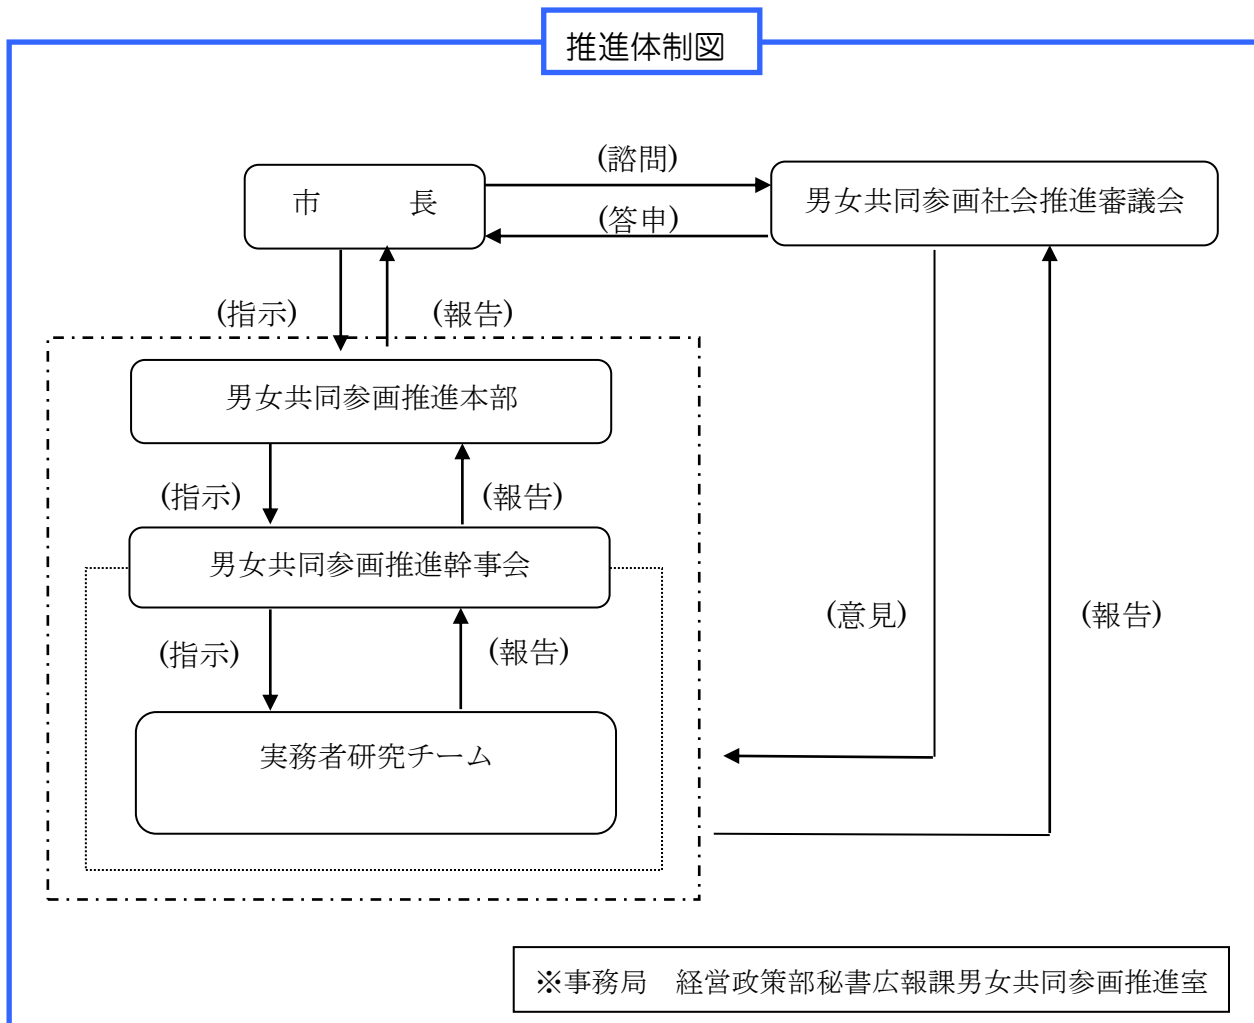 推進体制図
(諮問)
市　　　長
男女共同参画社会推進審議会
(答申)
(指示)
(報告)
男女共同参画推進本部
(指示)
(報告)
男女共同参画推進幹事会
(意見)
(報告)
(指示)
(報告)
実務者研究チーム
※事務局　経営政策部秘書広報課男女共同参画推進室